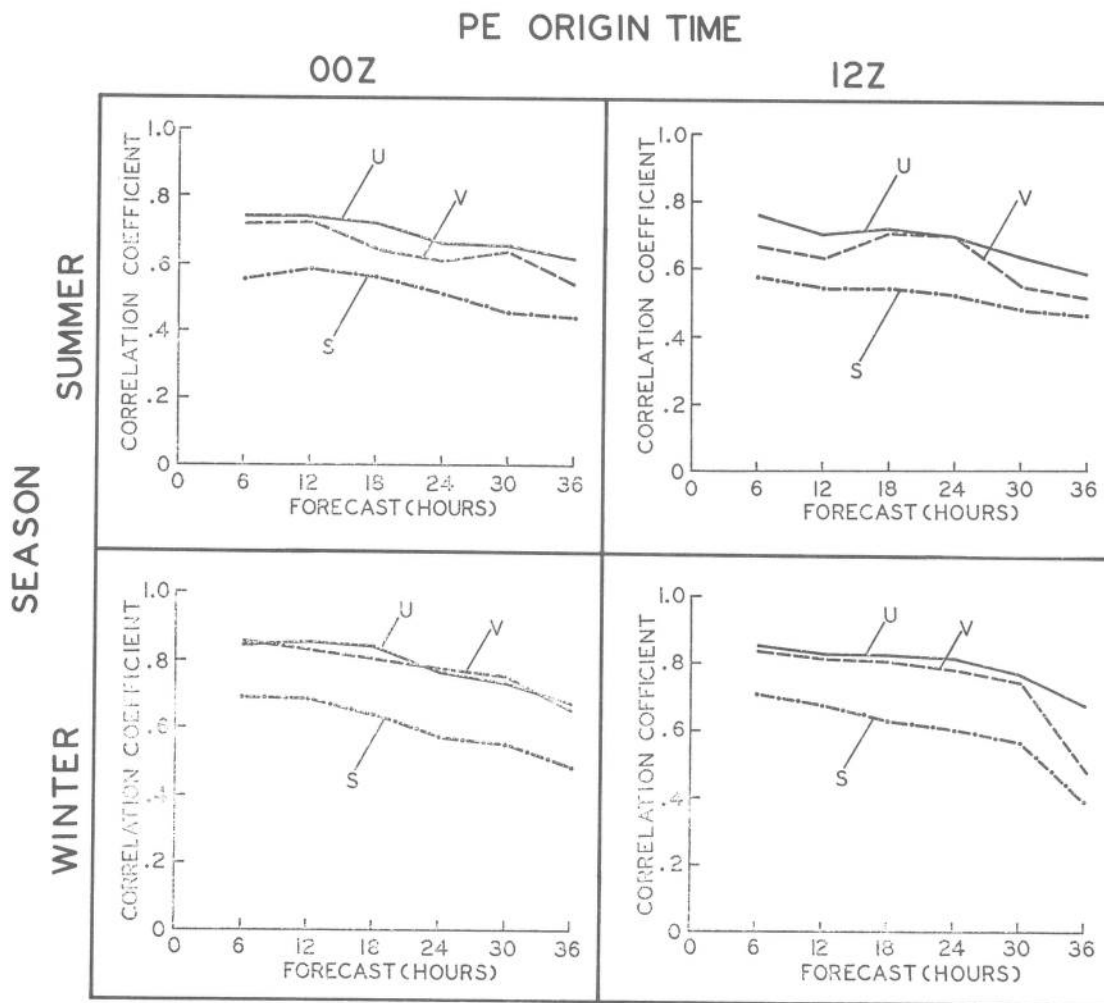 PE ORIGIN TIME
00Z 12Z
SEASON
SUMMER
CORRELATION COEFFICIENT
1.0
.8
.6
.4
.2
0
U
V
S
0 6 12 18 24 30 36
FORECAST (HOURS)
CORRELATION COEFFICIENT
1.0
.8
.6
.4
.2
0
U
V
S
0 6 12 18 24 30 36
FORECAST (HOURS)
WINTER
CORRELATION COEFFICIENT
1.0
.8
.6
.4
.2
0
U
V
S
0 6 12 18 24 30 36
FORECAST (HOURS)
CORRELATION COFFICIENT
1.0
.8
.6
.4
.2
0
U
V
S
0 6 12 18 24 30 36
FORECAST (HOURS)